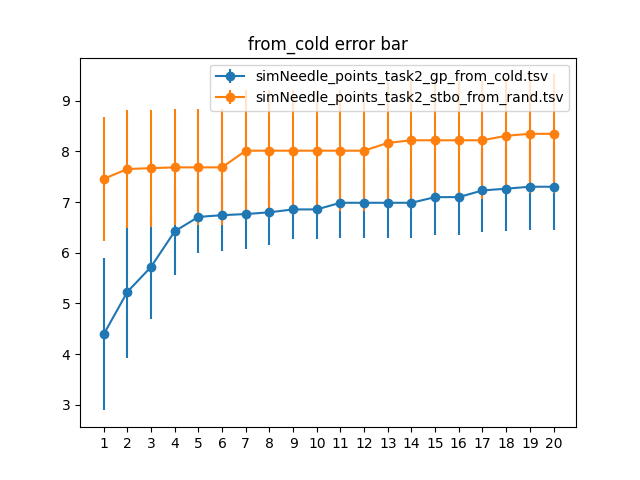 from_cold error bar
simNeedle_points_task2_gp_from_cold.tsv
simNeedle_points_task2_stbo_from_rand.tsv
9
8
7
6
5
4
3
1 2 3 4 5 6 7 8 9 10 11 12 13 14 15 16 17 18 19 20